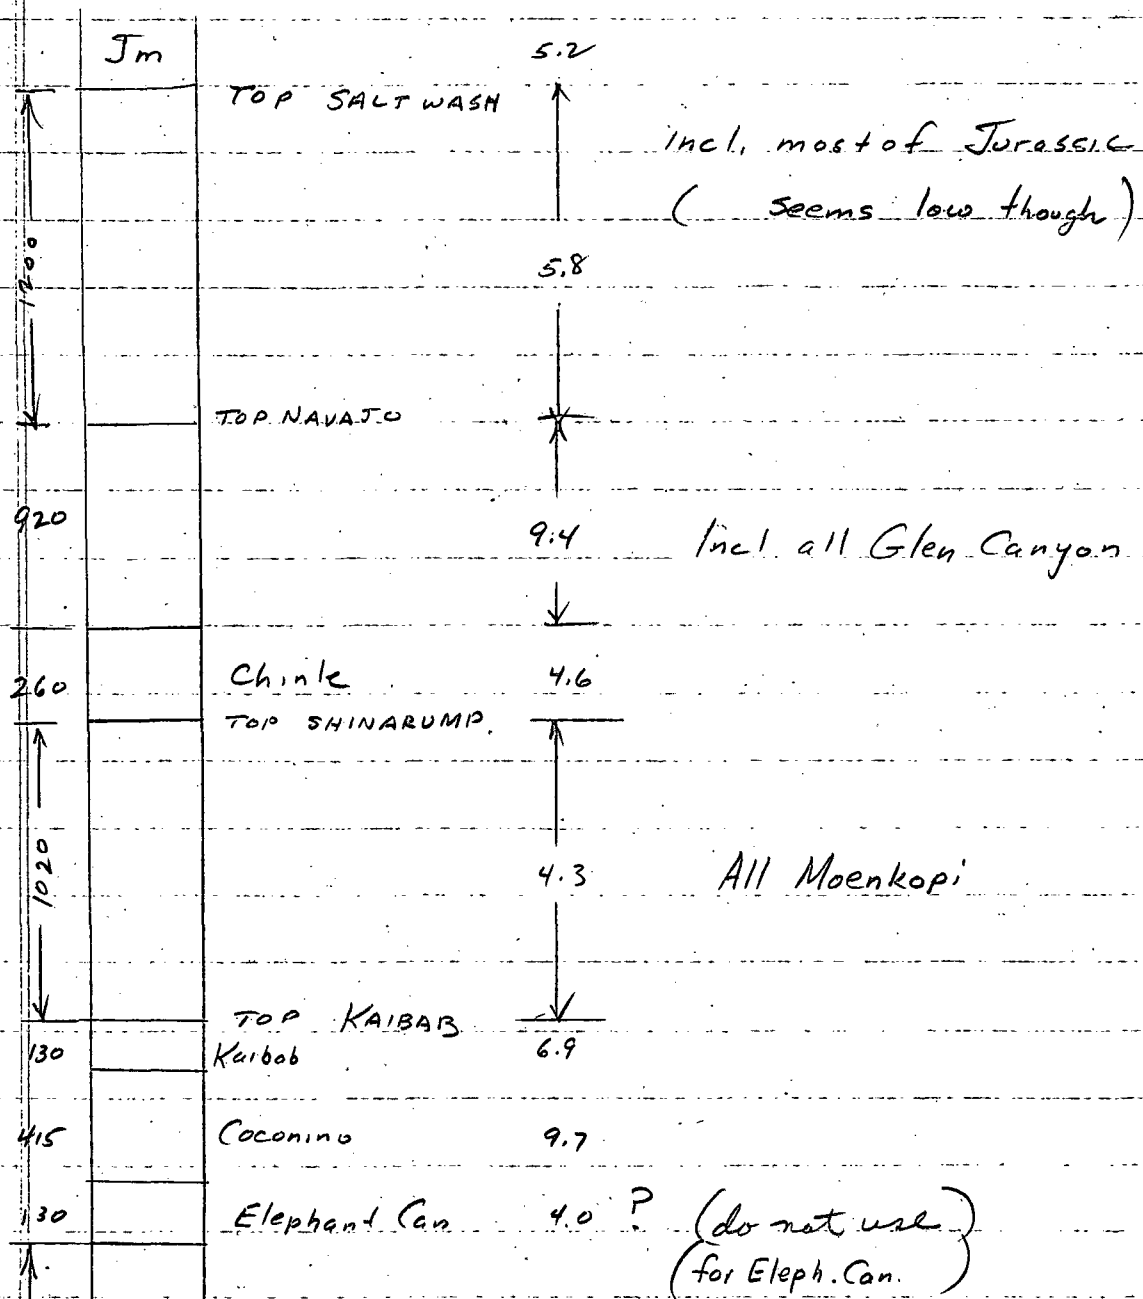 Jm 5.2
TOP SALT WASH
incl. most of Jurassic
( seems low though )
1200
5.8
TOP NAVAJO
920 9.4 Incl all Glen Canyon
260 Chinle 4.6
TOP SHINARUMP.
1020 4.3 All Moenkopi
TOP KAIBAB
130 Kaibab 6.9
415 Coconino 9.7
130 Elephant Can 4.0 ? (do not use)
(for Eleph. Can. )